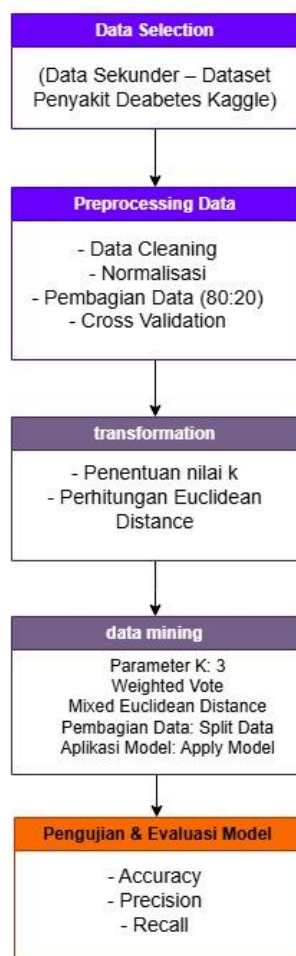 Data Selection
(Data Sekunder – Dataset
Penyakit Deabetes Kaggle)
Preprocessing Data
- Data Cleaning
- Normalisasi
- Pembagian Data (80:20)
- Cross Validation
transformation
- Penentuan nilai k
- Perhitungan Euclidean
Distance
data mining
Parameter K: 3
Weighted Vote
Mixed Euclidean Distance
Pembagian Data: Split Data
Aplikasi Model: Apply Model
Pengujian & Evaluasi Model
- Accuracy
- Precision
- Recall